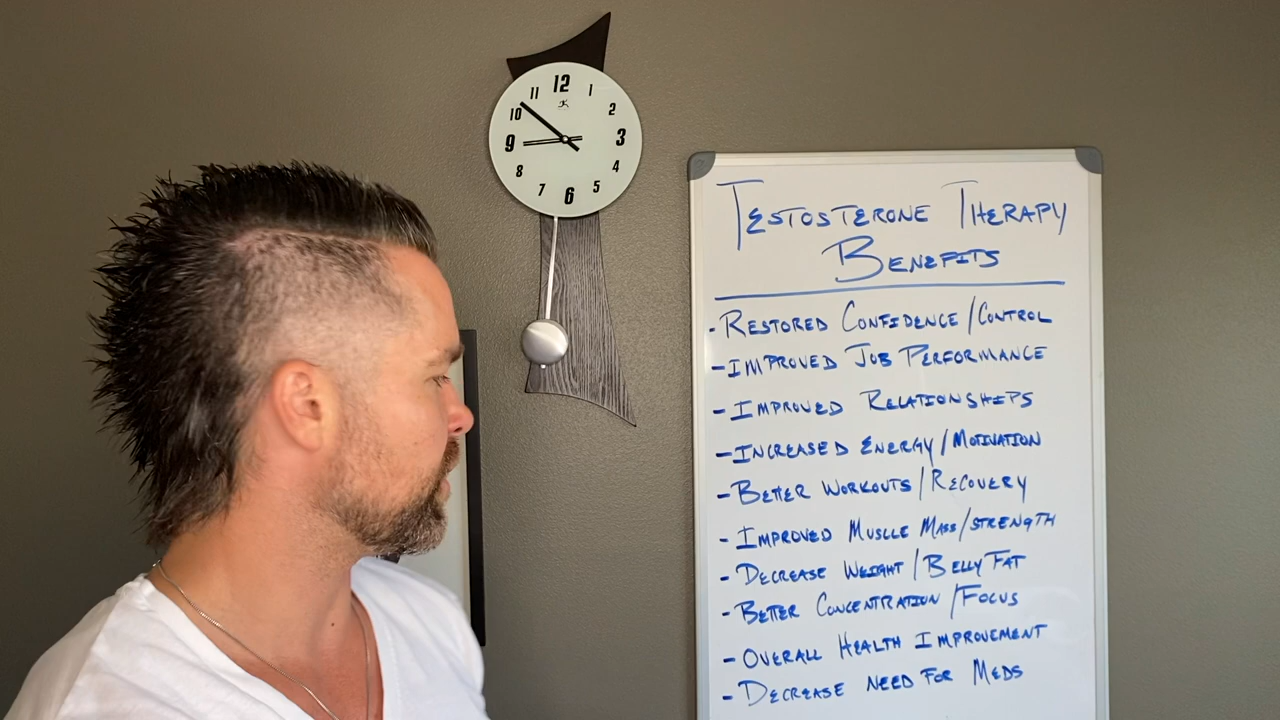 12
11
1
10
2
9
3
8
4
7
5
6
TESTOSTERONE THERAPY
BENEFITS
- RESTORED CONFIDENCE/CONTROL
- IMPROVED JOB PERFORMANCE
- IMPROVED RELATIONSHIPS
- INCREASED ENERGY/MOTIVATION
- BETTER WORKOUTS/RECOVERY
- IMPROVED MUSCLE MASS/STRENGTH
- DECREASE WEIGHT/BELLY FAT
- BETTER CONCENTRATION/FOCUS
- OVERALL HEALTH IMPROVEMENT
- DECREASE NEED FOR MEDS